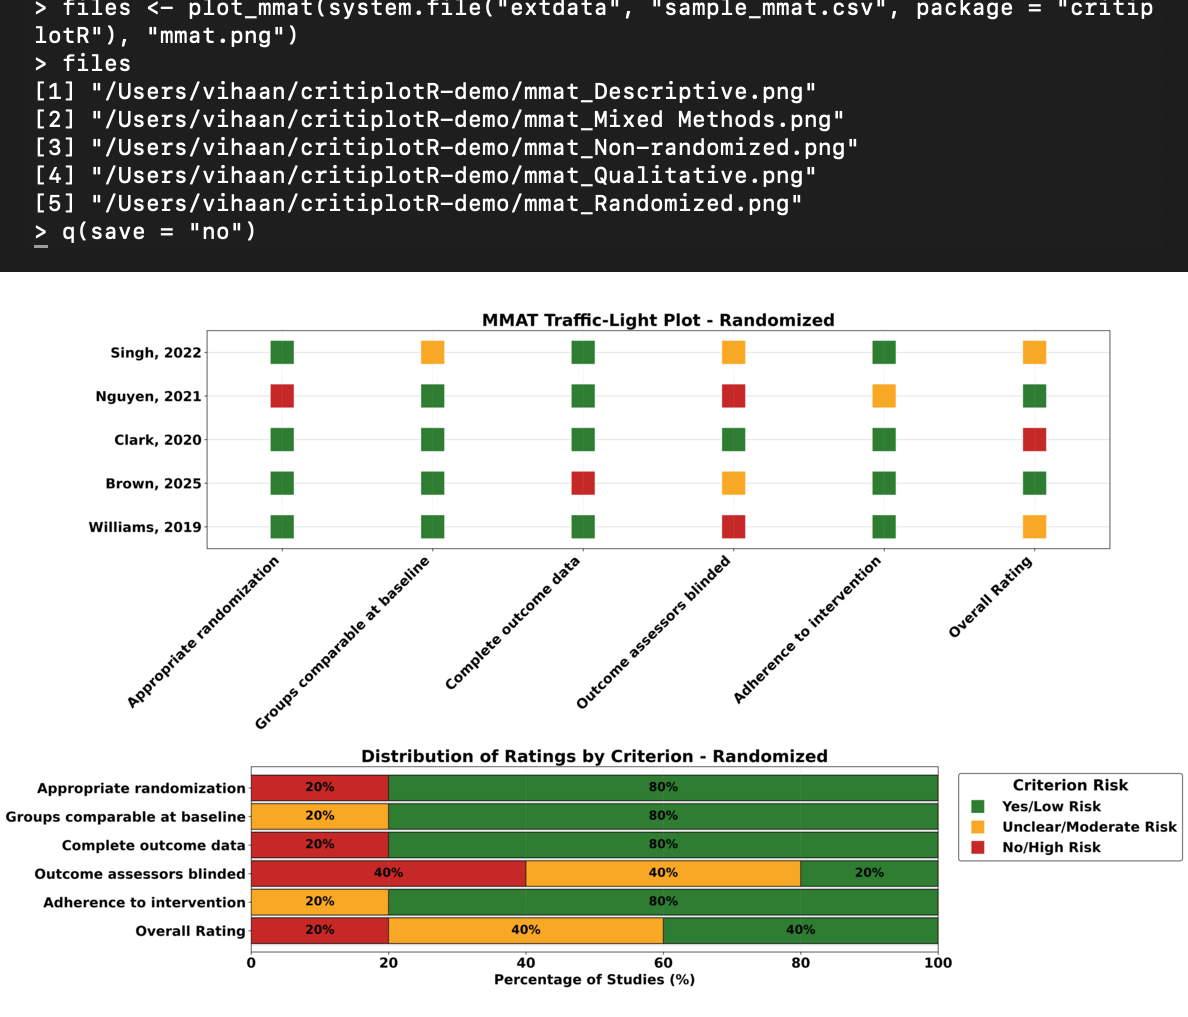 > files <- plot_mmat(system.file("extdata", "sample_mmat.csv", package = "critip
lotR"), "mmat.png")
> files
[1] "/Users/vihaan/critiplotR-demo/mmat_Descriptive.png"
[2] "/Users/vihaan/critiplotR-demo/mmat_Mixed Methods.png"
[3] "/Users/vihaan/critiplotR-demo/mmat_Non-randomized.png"
[4] "/Users/vihaan/critiplotR-demo/mmat_Qualitative.png"
[5] "/Users/vihaan/critiplotR-demo/mmat_Randomized.png"
> q(save = "no")
MMAT Traffic-Light Plot - Randomized
Singh, 2022
Nguyen, 2021
Clark, 2020
Brown, 2025
Williams, 2019
Appropriate randomization
Groups comparable at baseline
Complete outcome data
Outcome assessors blinded
Adherence to intervention
Overall Rating
Distribution of Ratings by Criterion - Randomized
Appropriate randomization 20% 80%
Groups comparable at baseline 20% 80%
Complete outcome data 20% 80%
Outcome assessors blinded 40% 40% 20%
Adherence to intervention 20% 80%
Overall Rating 20% 40% 40%
0 20 40 60 80 100
Percentage of Studies (%)
Criterion Risk
Yes/Low Risk
Unclear/Moderate Risk
No/High Risk